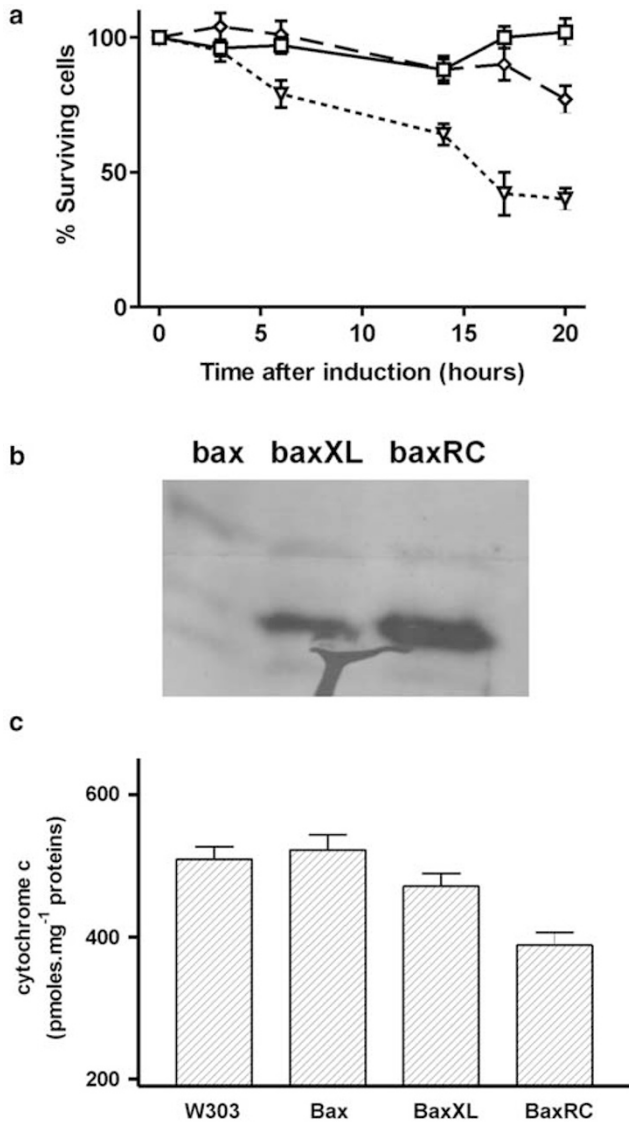 a
100
50
0
% Surviving cells
0 5 10 15 20
Time after induction (hours)
b
bax baxXL baxRC
c
600
400
200
cytochrome c
(pmoles.mg⁻¹ proteins)
W303 Bax BaxXL BaxRC